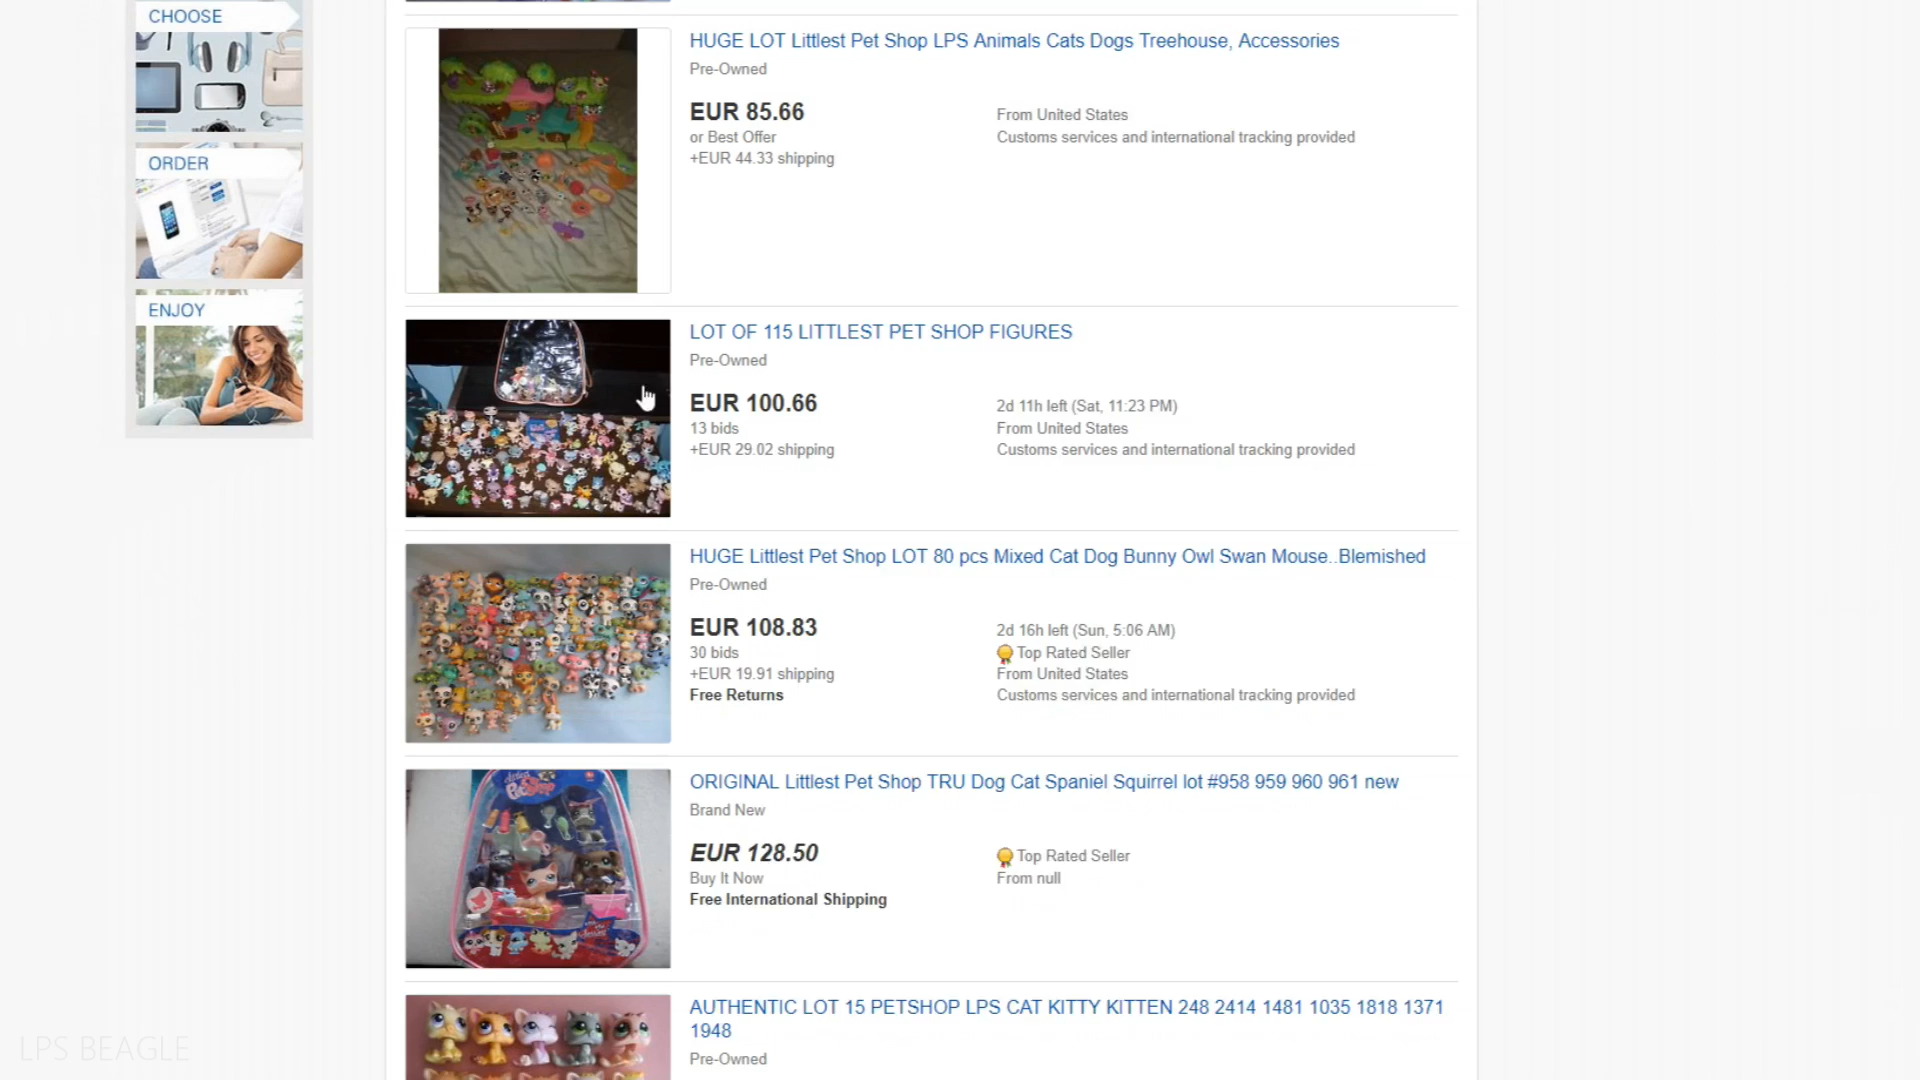 CHOOSE
ORDER
ENJOY
HUGE LOT Littlest Pet Shop LPS Animals Cats Dogs Treehouse, Accessories
Pre-Owned
EUR 85.66
or Best Offer
+EUR 44.33 shipping
From United States
Customs services and international tracking provided
LOT OF 115 LITTLEST PET SHOP FIGURES
Pre-Owned
EUR 100.66
13 bids
+EUR 29.02 shipping
2d 11h left (Sat, 11:23 PM)
From United States
Customs services and international tracking provided
HUGE Littlest Pet Shop LOT 80 pcs Mixed Cat Dog Bunny Owl Swan Mouse..Blemished
Pre-Owned
EUR 108.83
30 bids
+EUR 19.91 shipping
Free Returns
2d 16h left (Sun, 5:06 AM)
Top Rated Seller
From United States
Customs services and international tracking provided
ORIGINAL Littlest Pet Shop TRU Dog Cat Spaniel Squirrel lot #958 959 960 961 new
Brand New
EUR 128.50
Buy It Now
Free International Shipping
Top Rated Seller
From null
AUTHENTIC LOT 15 PETSHOP LPS CAT KITTY KITTEN 248 2414 1481 1035 1818 1371
1948
Pre-Owned
LPS BEAGLE